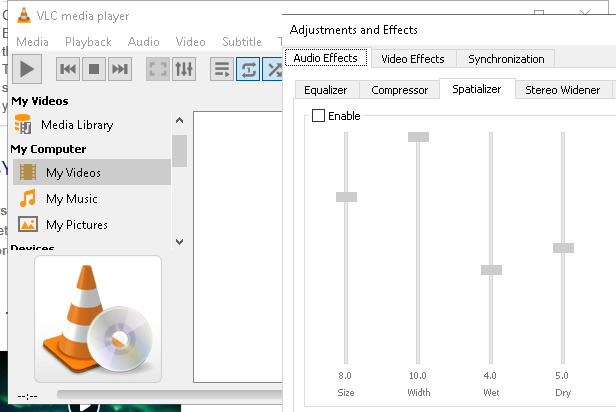 VLC media player
Media Playback Audio Video Subtitle T
My Videos
Media Library
My Computer
My Videos
My Music
My Pictures
Devices
--:--
Adjustments and Effects
Audio Effects Video Effects Synchronization
Equalizer Compressor Spatializer Stereo Widener
Enable
8.0 10.0 4.0 5.0
Size Width Wet Dry